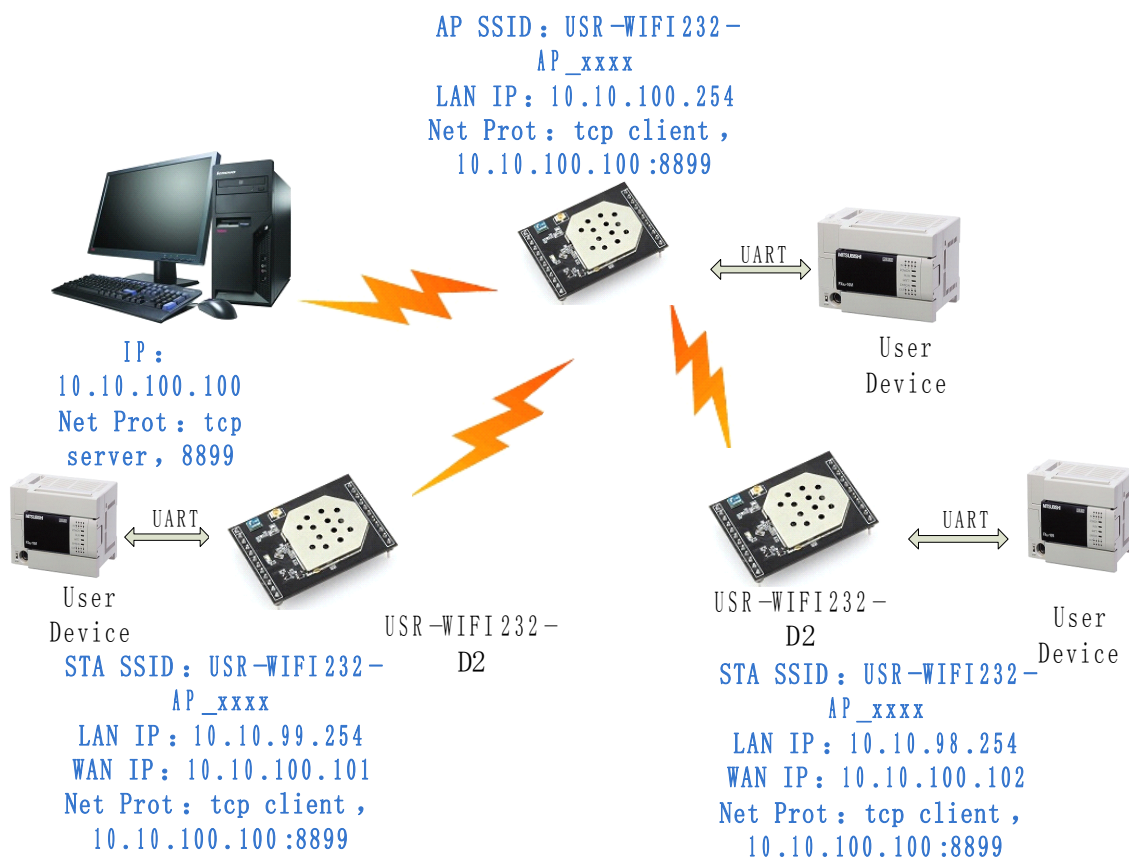 AP SSID：USR-WIFI232-
AP_xxxx
LAN IP：10.10.100.254
Net Prot：tcp client，
10.10.100.100:8899
UART
MITSUBISHI
User
Device
IP：
10.10.100.100
Net Prot：tcp
server，8899
MITSUBISHI
UART
User
Device
USR-WIFI232-
D2
STA SSID：USR-WIFI232-
AP_xxxx
LAN IP：10.10.99.254
WAN IP：10.10.100.101
Net Prot：tcp client，
10.10.100.100:8899
UART
MITSUBISHI
User
Device
USR-WIFI232-
D2
STA SSID：USR-WIFI232-
AP_xxxx
LAN IP：10.10.98.254
WAN IP：10.10.100.102
Net Prot：tcp client，
10.10.100.100:8899